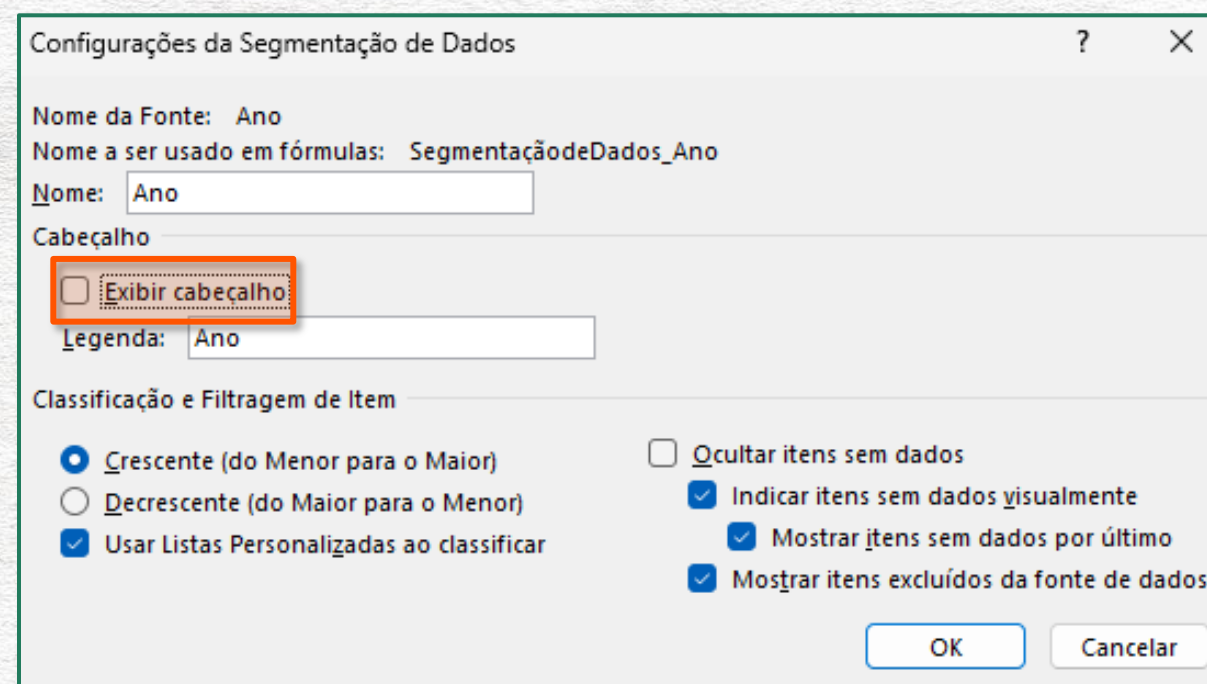 Configurações da Segmentação de Dados ?
Nome da Fonte: Ano
Nome a ser usado em fórmulas: SegmentaçãodeDados_Ano
Nome: Ano
Cabeçalho
Exibir cabeçalho
Legenda: Ano
Classificação e Filtragem de Item
Crescente (do Menor para o Maior)
Decrescente (do Maior para o Menor)
Usar Listas Personalizadas ao classificar
Ocultar itens sem dados
Indicar itens sem dados visualmente
Mostrar itens sem dados por último
Mostrar itens excluídos da fonte de dados
OK Cancelar